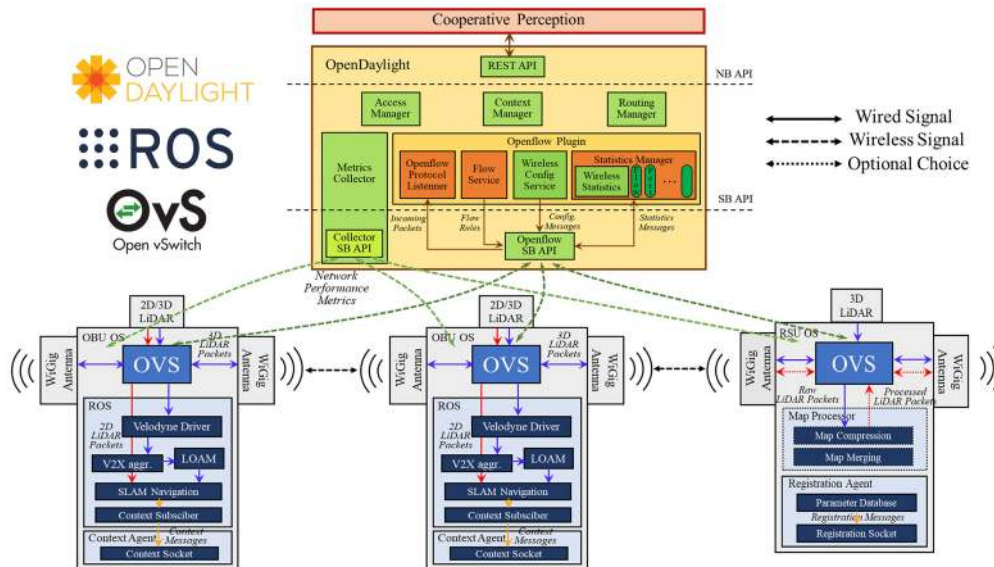 Cooperative Perception
OPEN
DAYLIGHT
ROS
OvS
Open vSwitch
OpenDaylight
REST API
NB API
Access
Manager
Context
Manager
Routing
Manager
Metrics
Collector
Openflow Plugin
Openflow
Protocol
Listenner
Flow
Service
Wireless
Config
Service
Statistics Manager
Wireless
Statistics
Flow
Port
...
SB API
Incoming
Packets
Flow
Rules
Config.
Messages
Statistics
Messages
Collector
SB API
Openflow
SB API
Network
Performance
Metrics
Wired Signal
Wireless Signal
Optional Choice
2D/3D
LiDAR
OBU OS
3D
LiDAR
Packets
WiGig
Antenna
OVS
WiGig
Antenna
ROS
2D
LiDAR
Packets
Velodyne Driver
V2X aggr.
LOAM
SLAM Navigation
Context Subsciber
Context Agent
Context
Messages
Context Socket
2D/3D
LiDAR
OBU OS
3D
LiDAR
Packets
WiGig
Antenna
OVS
WiGig
Antenna
ROS
2D
LiDAR
Packets
Velodyne Driver
V2X aggr.
LOAM
SLAM Navigation
Context Subsciber
Context Agent
Context
Messages
Context Socket
3D
LiDAR
RSU OS
WiGig
Antenna
OVS
WiGig
Antenna
Raw
LiDAR Packets
Processed
LiDAR Packets
Map Processor
Map Compression
Map Merging
Registration Agent
Parameter Database
Registration Messages
Registration Socket